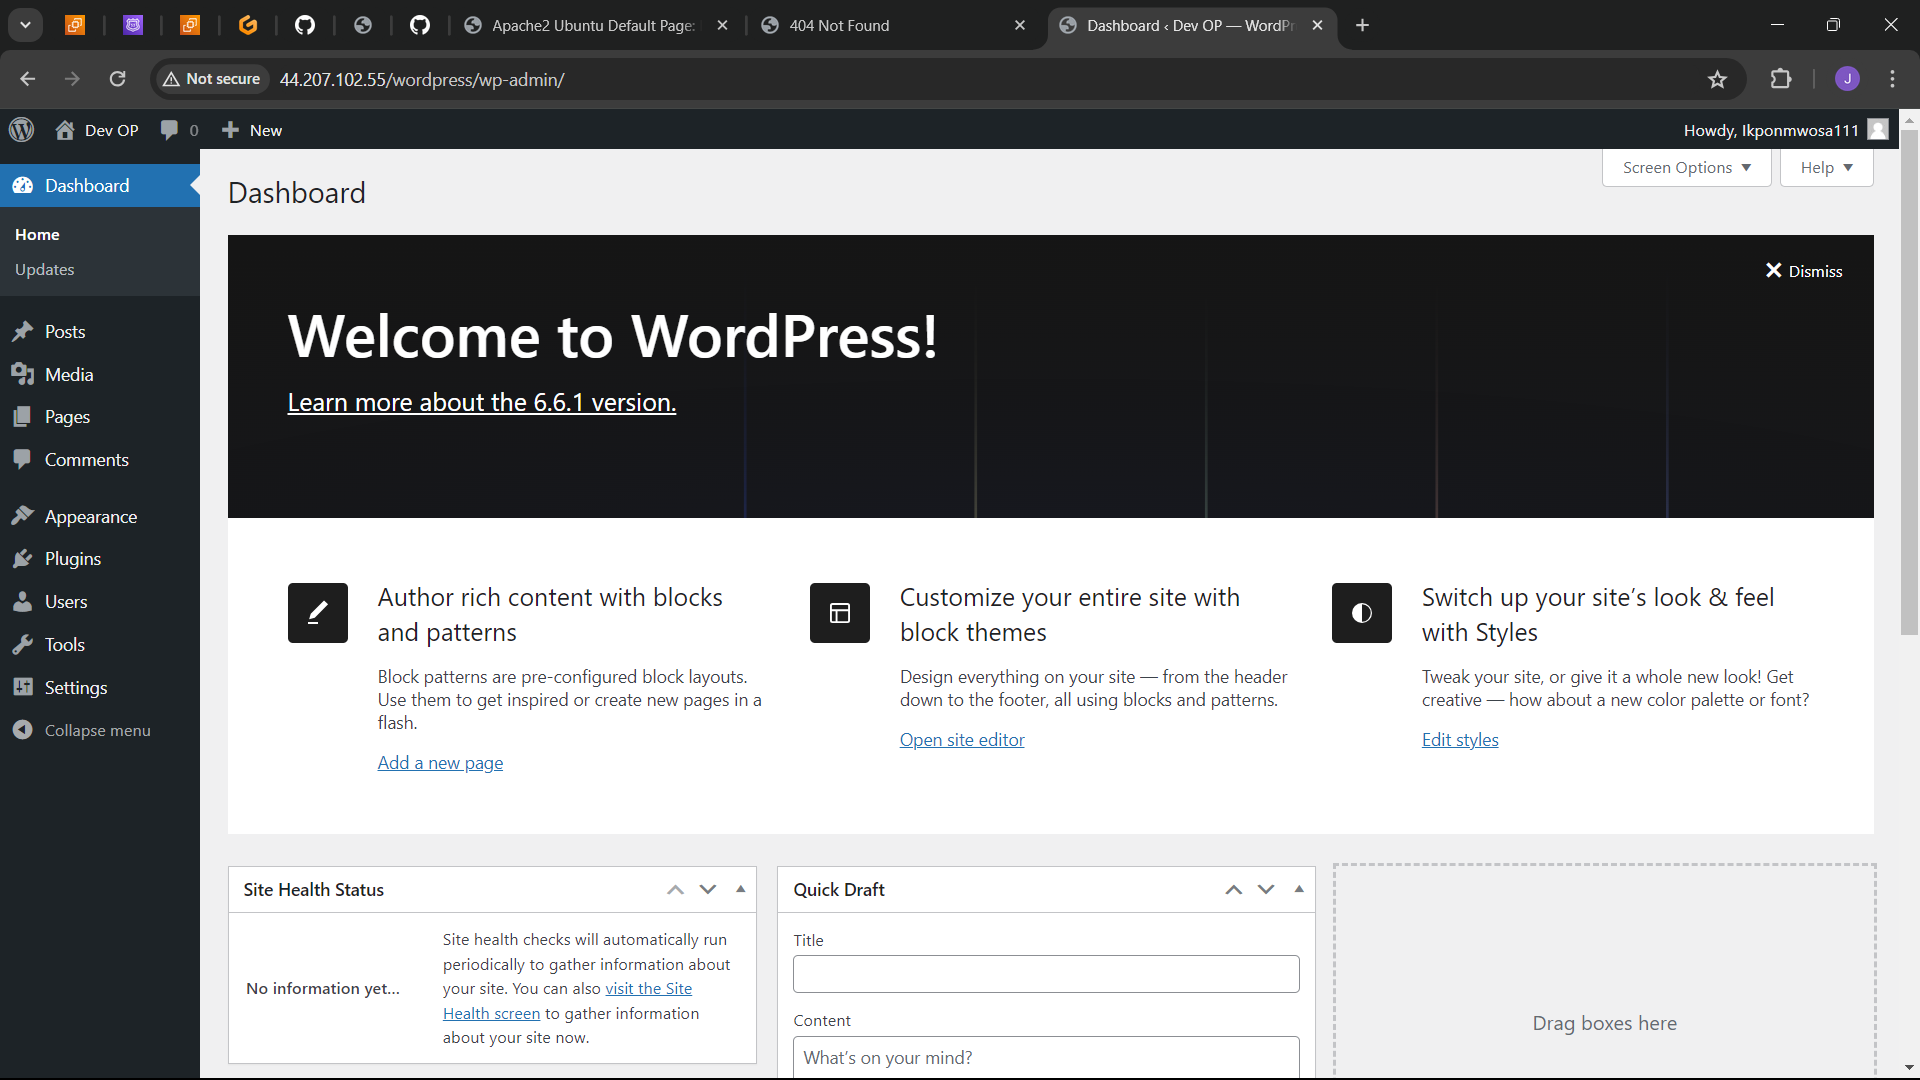 Apache2 Ubuntu Default Page:
404 Not Found
Dashboard ‹ Dev OP — WordPr
Not secure
44.207.102.55/wordpress/wp-admin/
J
Dev OP
0
New
Howdy, Ikponmwosa111
Dashboard
Home
Updates
Posts
Media
Pages
Comments
Appearance
Plugins
Users
Tools
Settings
Collapse menu
Screen Options
Help
Dashboard
Dismiss
Welcome to WordPress!
Learn more about the 6.6.1 version.
Author rich content with blocks
and patterns
Block patterns are pre-configured block layouts.
Use them to get inspired or create new pages in a
flash.
Add a new page
Customize your entire site with
block themes
Design everything on your site — from the header
down to the footer, all using blocks and patterns.
Open site editor
Switch up your site’s look & feel
with Styles
Tweak your site, or give it a whole new look! Get
creative — how about a new color palette or font?
Edit styles
Site Health Status
No information yet…
Site health checks will automatically run
periodically to gather information about
your site. You can also visit the Site
Health screen to gather information
about your site now.
Quick Draft
Title
Content
What’s on your mind?
Drag boxes here